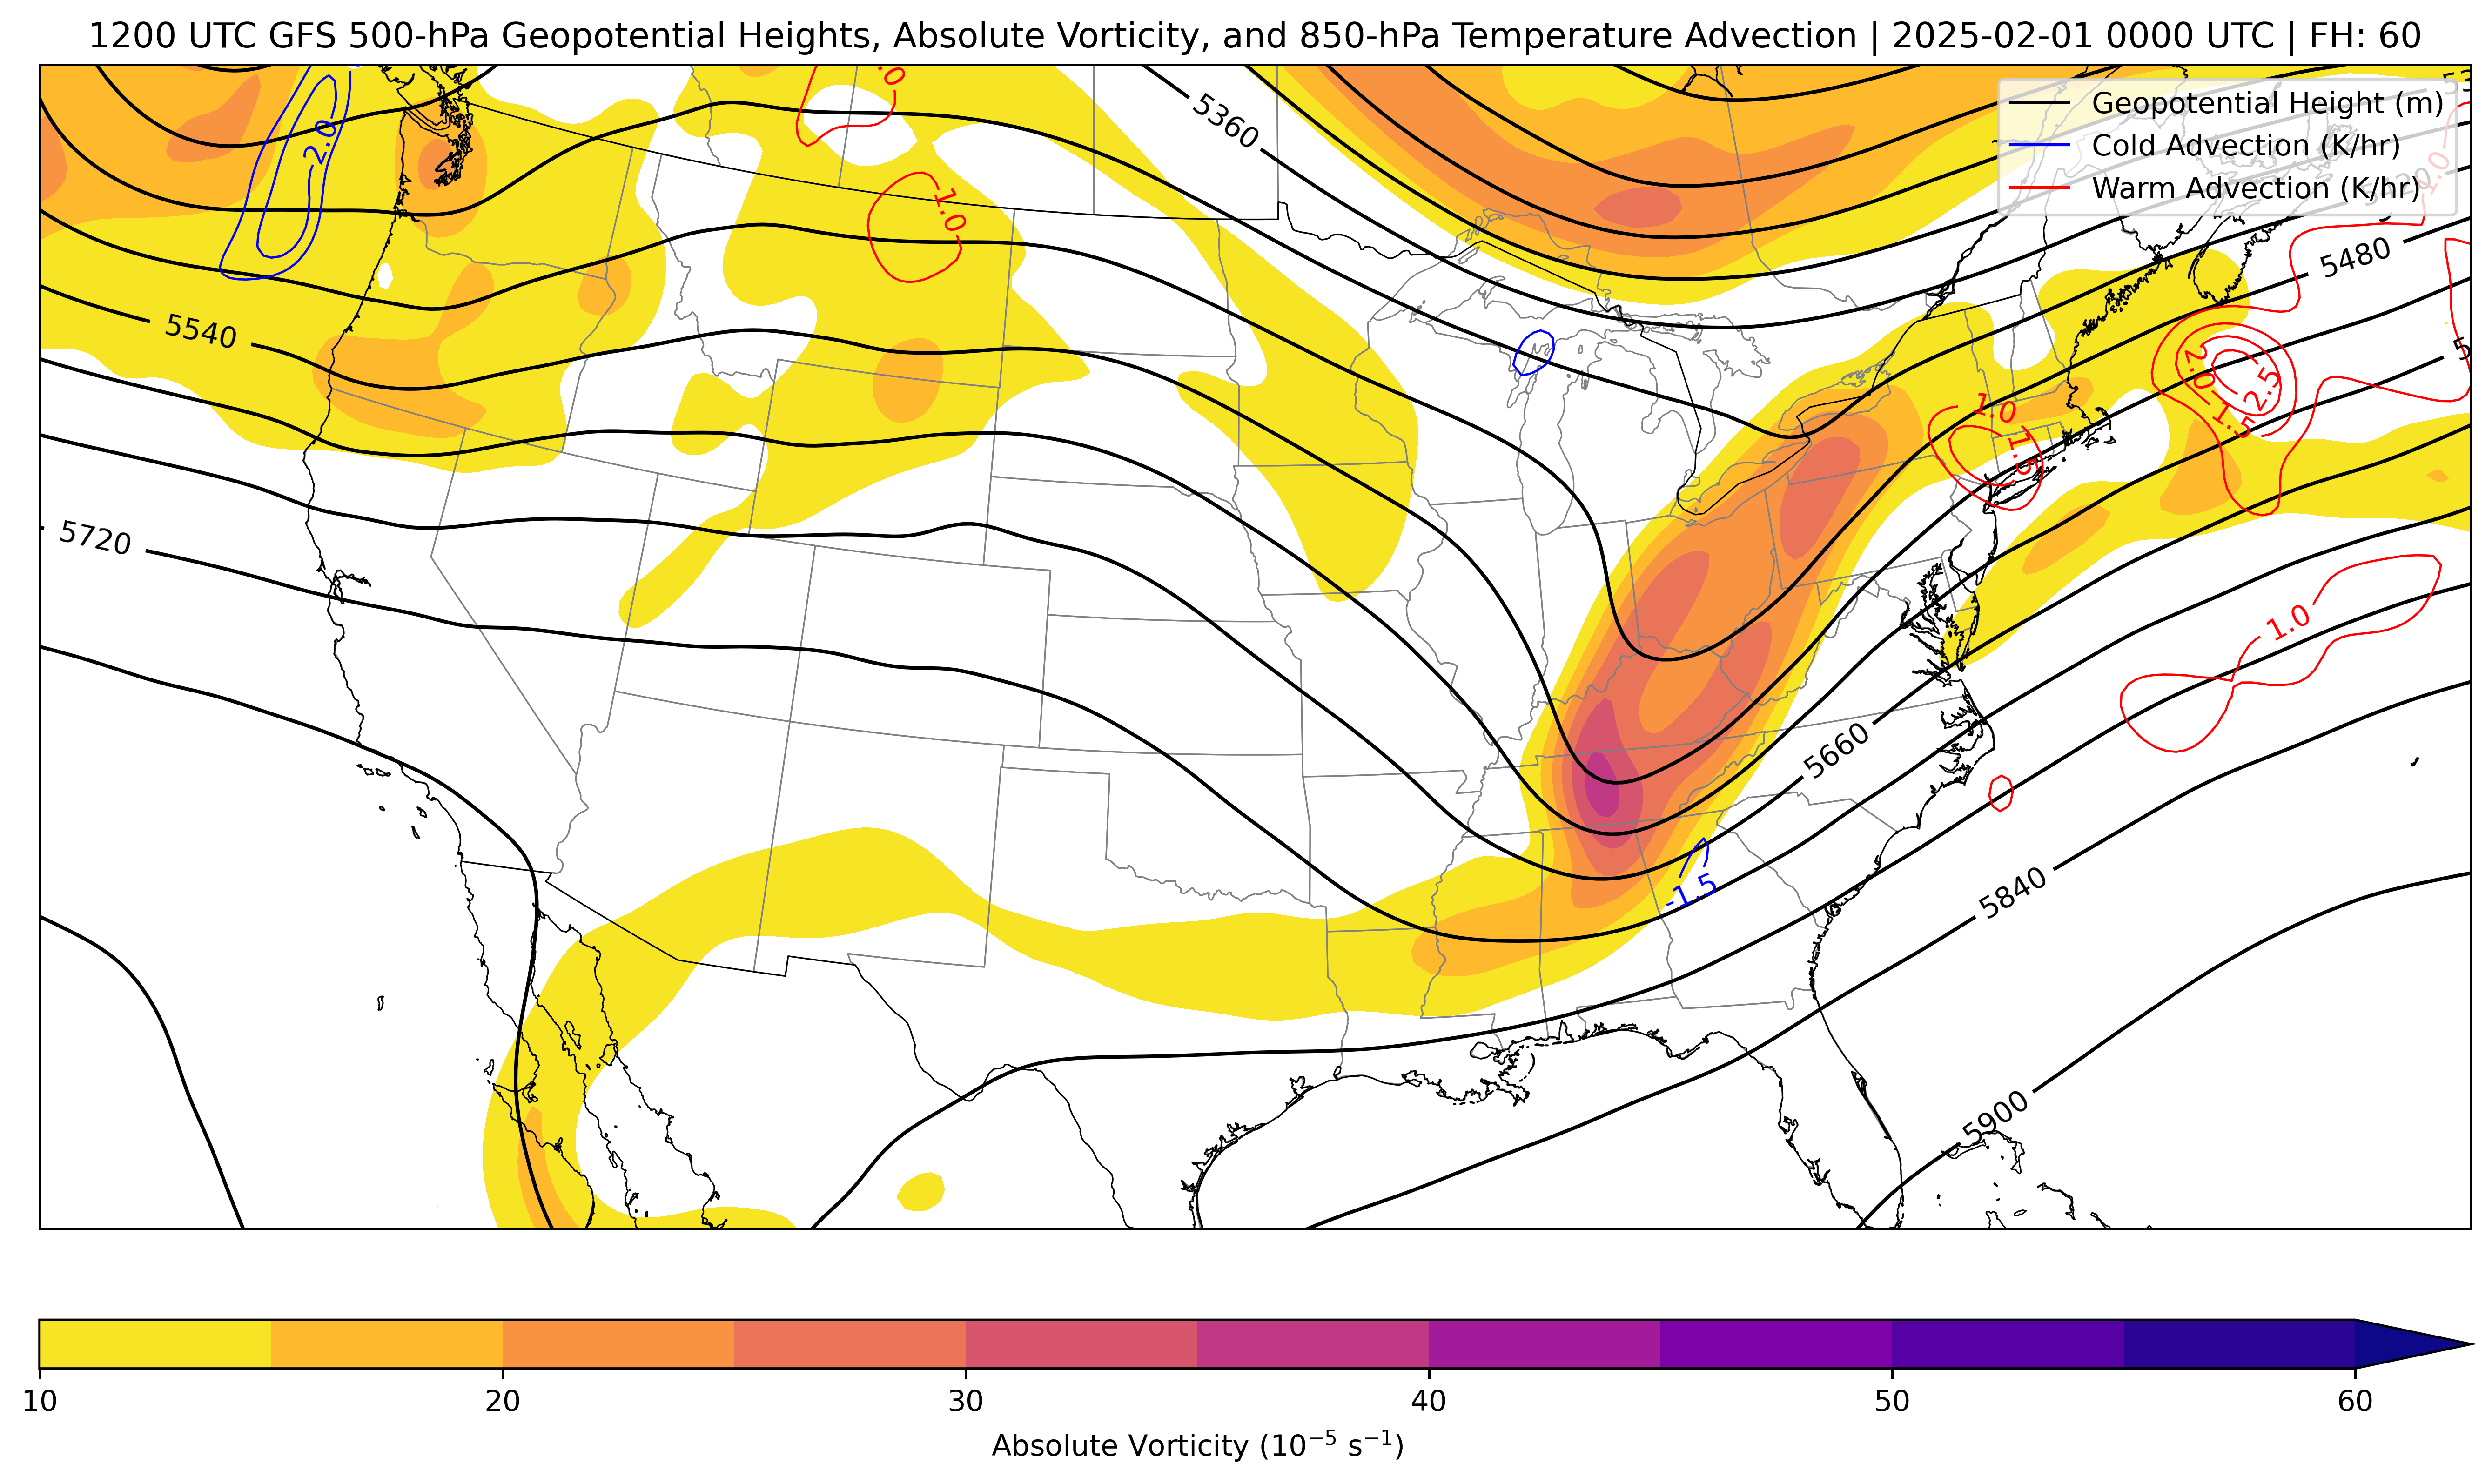 1200 UTC GFS 500-hPa Geopotential Heights, Absolute Vorticity, and 850-hPa Temperature Advection | 2025-02-01 0000 UTC | FH: 60
Geopotential Height (m)
Cold Advection (K/hr)
Warm Advection (K/hr)
-2.0
5360
1.0
1.0
5480
5540
2.0
2.5
1.5
1.0
1.5
5720
1.0
5660
-1.5
5840
5900
10 20 30 40 50 60
Absolute Vorticity (10⁻⁵ s⁻¹)